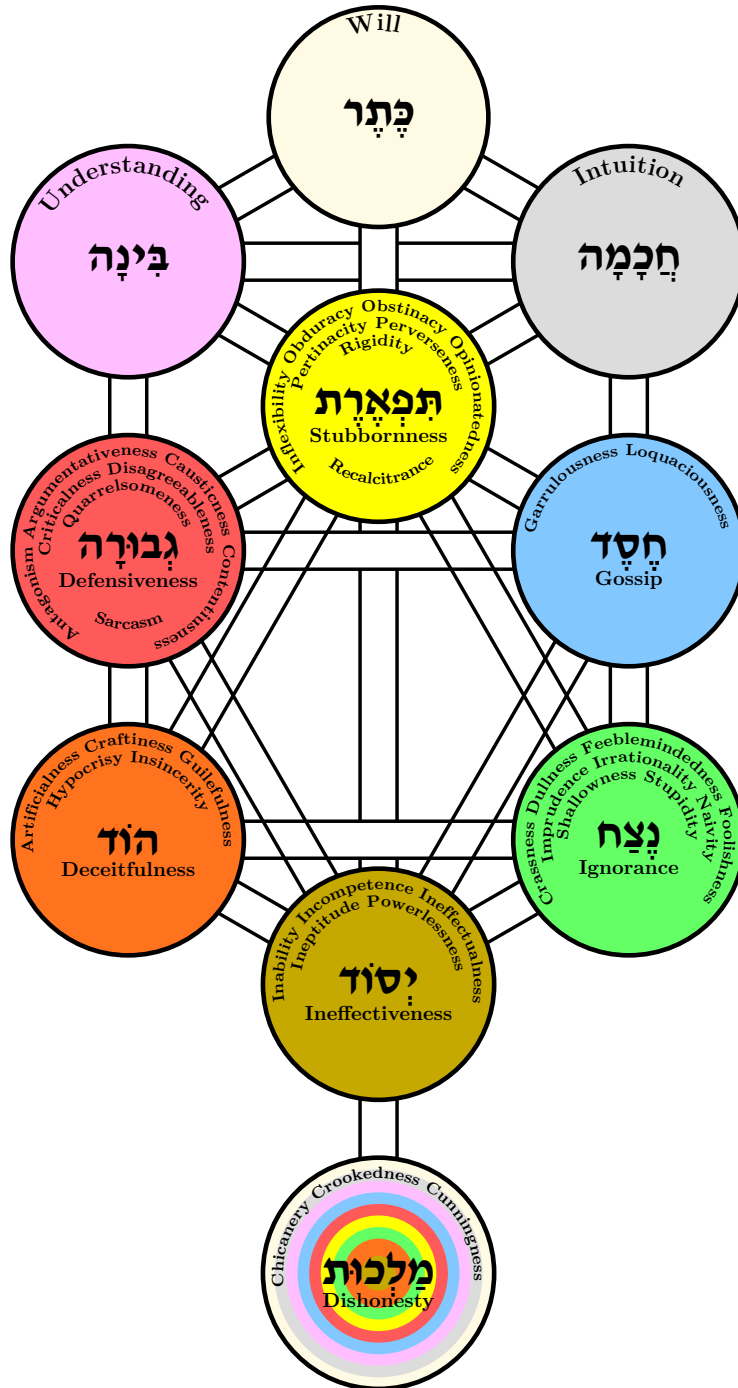 Will
כֶּתֶר
Understanding
בִּינָה
Intuition
חֲכָמָה
Inflexibility Obduracy Obstinacy Opinionatedness
Pertinacity Perverseness
Rigidity
תִּפְאֶרֶת
Stubbornness
Recalcitrance
Antagonism Argumentativeness Causticness Contentiusness
Criticalness Disagreeableness
Quarrelsomeness
גְבוּרָה
Defensiveness
Sarcasm
Garrulousness Loquaciousness
חֶסֶד
Gossip
Artificialness Craftiness Guilefulness
Hypocrisy Insincerity
הוֹד
Deceitfulness
Crassness Dullness Feeblemindedness Foolishness
Imprudence Irrationality Naivity
Shallowness Stupidity
נֶצַח
Ignorance
Inability Incompetence Ineffectualness
Ineptitude Powerlessness
יְסוֹד
Ineffectiveness
Chicanery Crookedness Cunningness
מַלְכוּת
Dishonesty